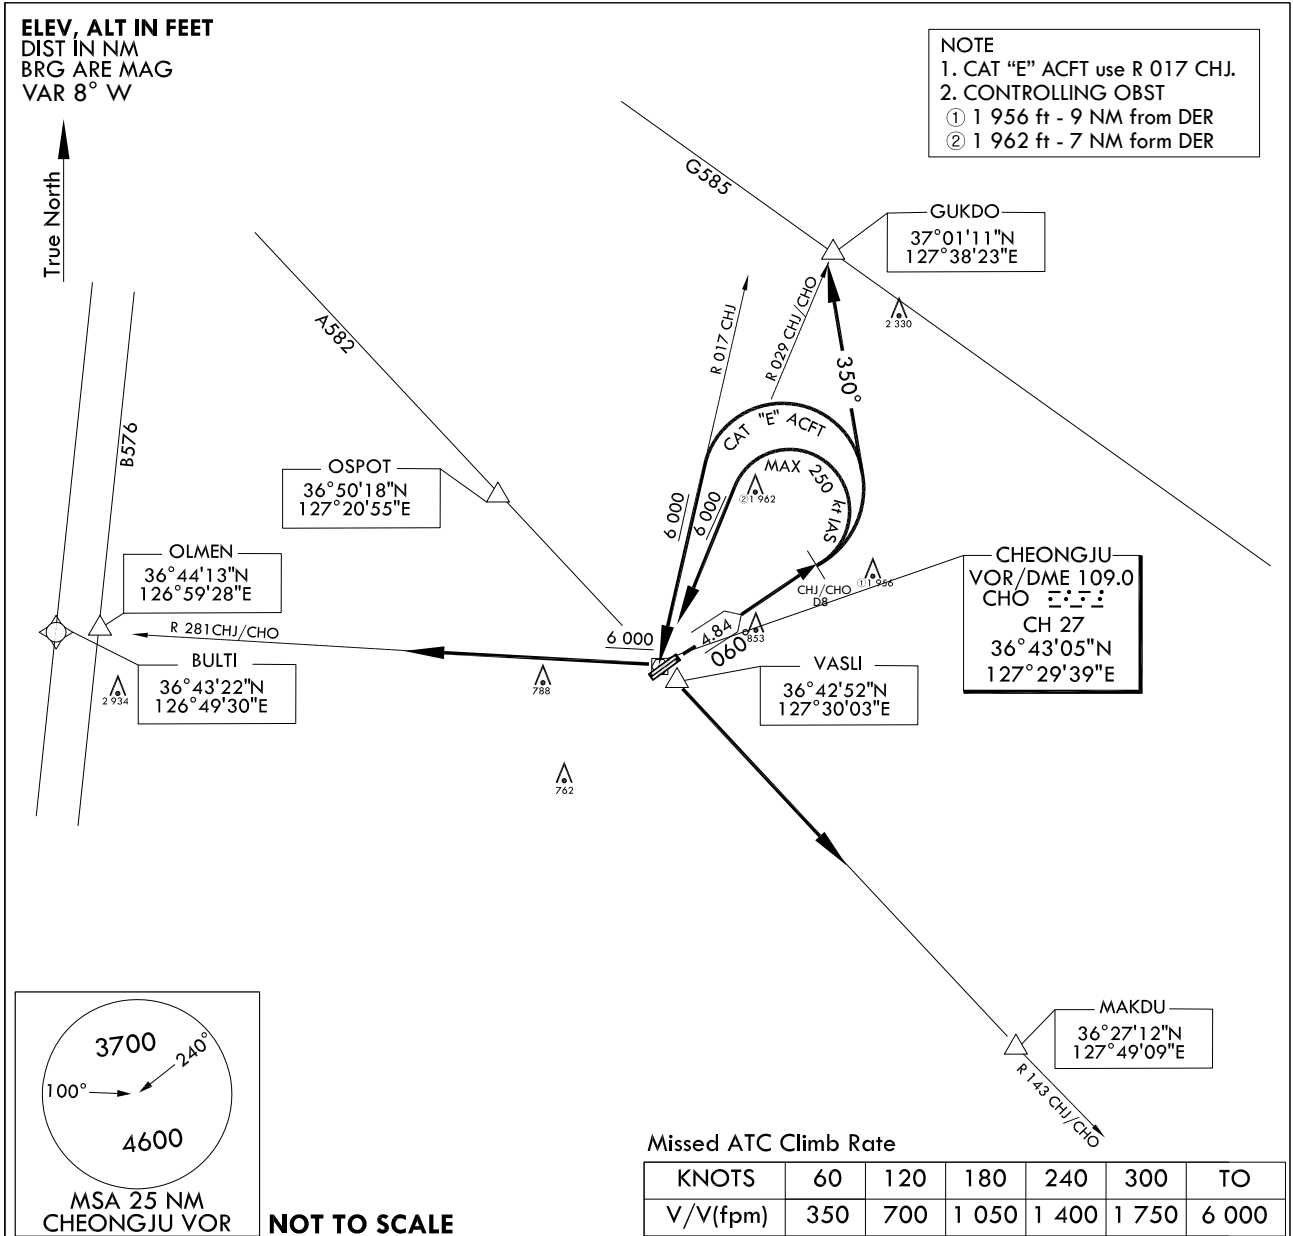 ELEV, ALT IN FEET
DIST IN NM
BRG ARE MAG
VAR 8° W
True North
NOTE
1. CAT “E” ACFT use R 017 CHJ.
2. CONTROLLING OBST
① 1 956 ft - 9 NM from DER
② 1 962 ft - 7 NM form DER
G585
GUKDO
37°01'11"N
127°38'23"E
2 330
A582
R 017 CHJ
R 029 CHJ/CHO
350°
B576
CAT "E" ACFT
MAX 250 kt IAS
OSPOT
36°50'18"N
127°20'55"E
②1 962
6 000
6 000
OLMEN
36°44'13"N
126°59'28"E
CHJ/CHO
D8
①1 956
CHEONGJU
VOR/DME 109.0
CHO
CH 27
36°43'05"N
127°29'39"E
R 281CHJ/CHO
6 000
4.84
060°
853
BULTI
36°43'22"N
126°49'30"E
2 934
788
VASLI
36°42'52"N
127°30'03"E
762
MAKDU
36°27'12"N
127°49'09"E
R 143 CHJ/CHO
3700
240°
100°
4600
MSA 25 NM
CHEONGJU VOR
NOT TO SCALE
Missed ATC Climb Rate
KNOTS 60 120 180 240 300 TO
V/V(fpm) 350 700 1 050 1 400 1 750 6 000